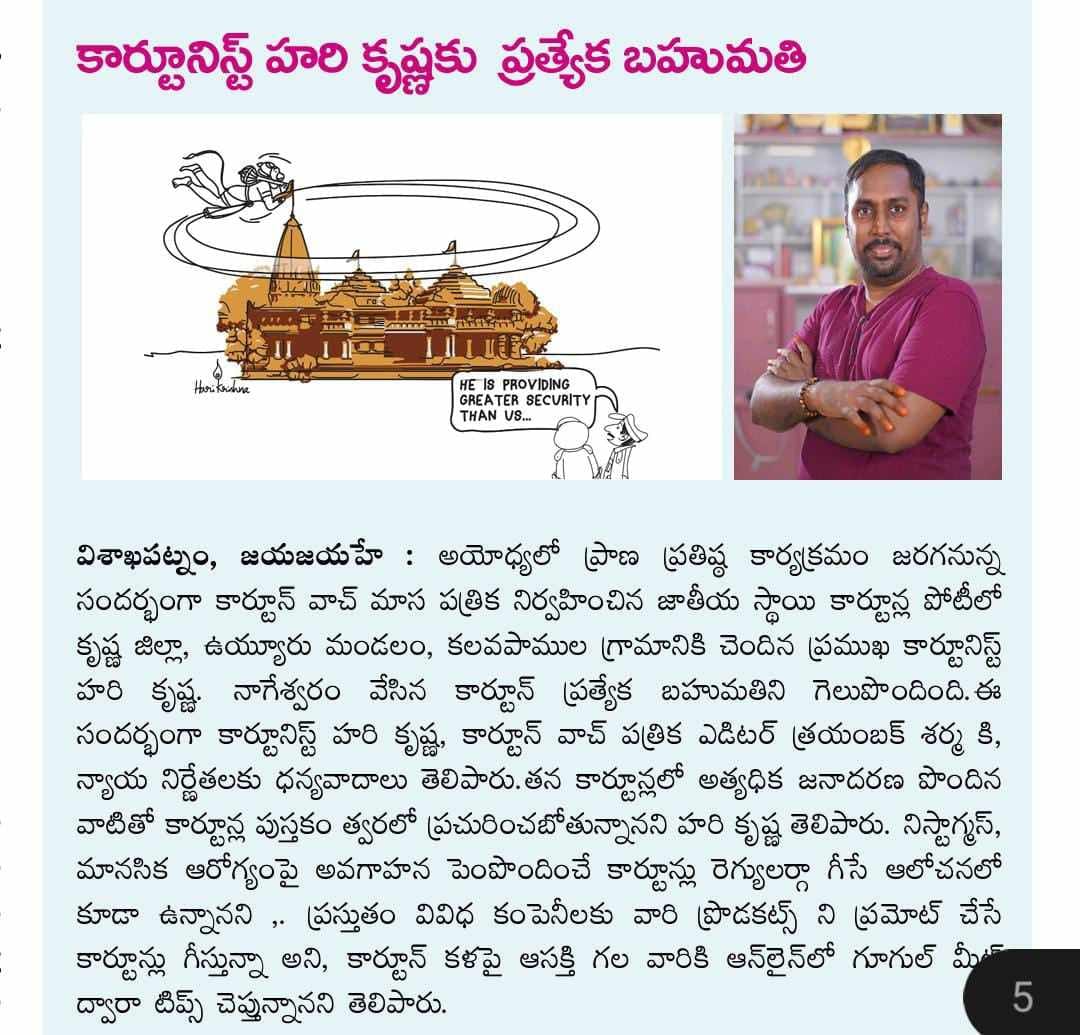 కార్టూనిస్ట్ హరి కృష్ణకు ప్రత్యేక బహుమతి
Hari Krishna
HE IS PROVIDING
GREATER SECURITY
THAN US...
విశాఖపట్నం, జయజయహే : అయోధ్యలో ప్రాణ ప్రతిష్ఠ కార్యక్రమం జరగనున్న
సందర్భంగా కార్టూన్ వాచ్ మాస పత్రిక నిర్వహించిన జాతీయ స్థాయి కార్టూన్ల పోటీలో
కృష్ణ జిల్లా, ఉయ్యూరు మండలం, కలవపాముల గ్రామానికి చెందిన ప్రముఖ కార్టూనిస్ట్
హరి కృష్ణ. నాగేశ్వరం వేసిన కార్టూన్ ప్రత్యేక బహుమతిని గెలుపొందింది.ఈ
సందర్భంగా కార్టూనిస్ట్ హరి కృష్ణ, కార్టూన్ వాచ్ పత్రిక ఎడిటర్ త్రయంబక్ శర్మ కి,
న్యాయ నిర్ణేతలకు ధన్యవాదాలు తెలిపారు.తన కార్టూన్లలో అత్యధిక జనాదరణ పొందిన
వాటితో కార్టూన్ల పుస్తకం త్వరలో ప్రచురించబోతున్నానని హరి కృష్ణ తెలిపారు. నిస్టాగ్మస్,
మానసిక ఆరోగ్యంపై అవగాహన పెంపొందించే కార్టూన్లు రెగ్యులర్గా గీసే ఆలోచనలో
కూడా ఉన్నానని ,. ప్రస్తుతం వివిధ కంపెనీలకు వారి ప్రొడకట్స్ ని ప్రమోట్ చేసే
కార్టూన్లు గీస్తున్నా అని, కార్టూన్ కళపై ఆసక్తి గల వారికి ఆన్‌లైన్‌లో గూగుల్ మీట్
ద్వారా టిప్స్ చెప్తున్నానని తెలిపారు.
5